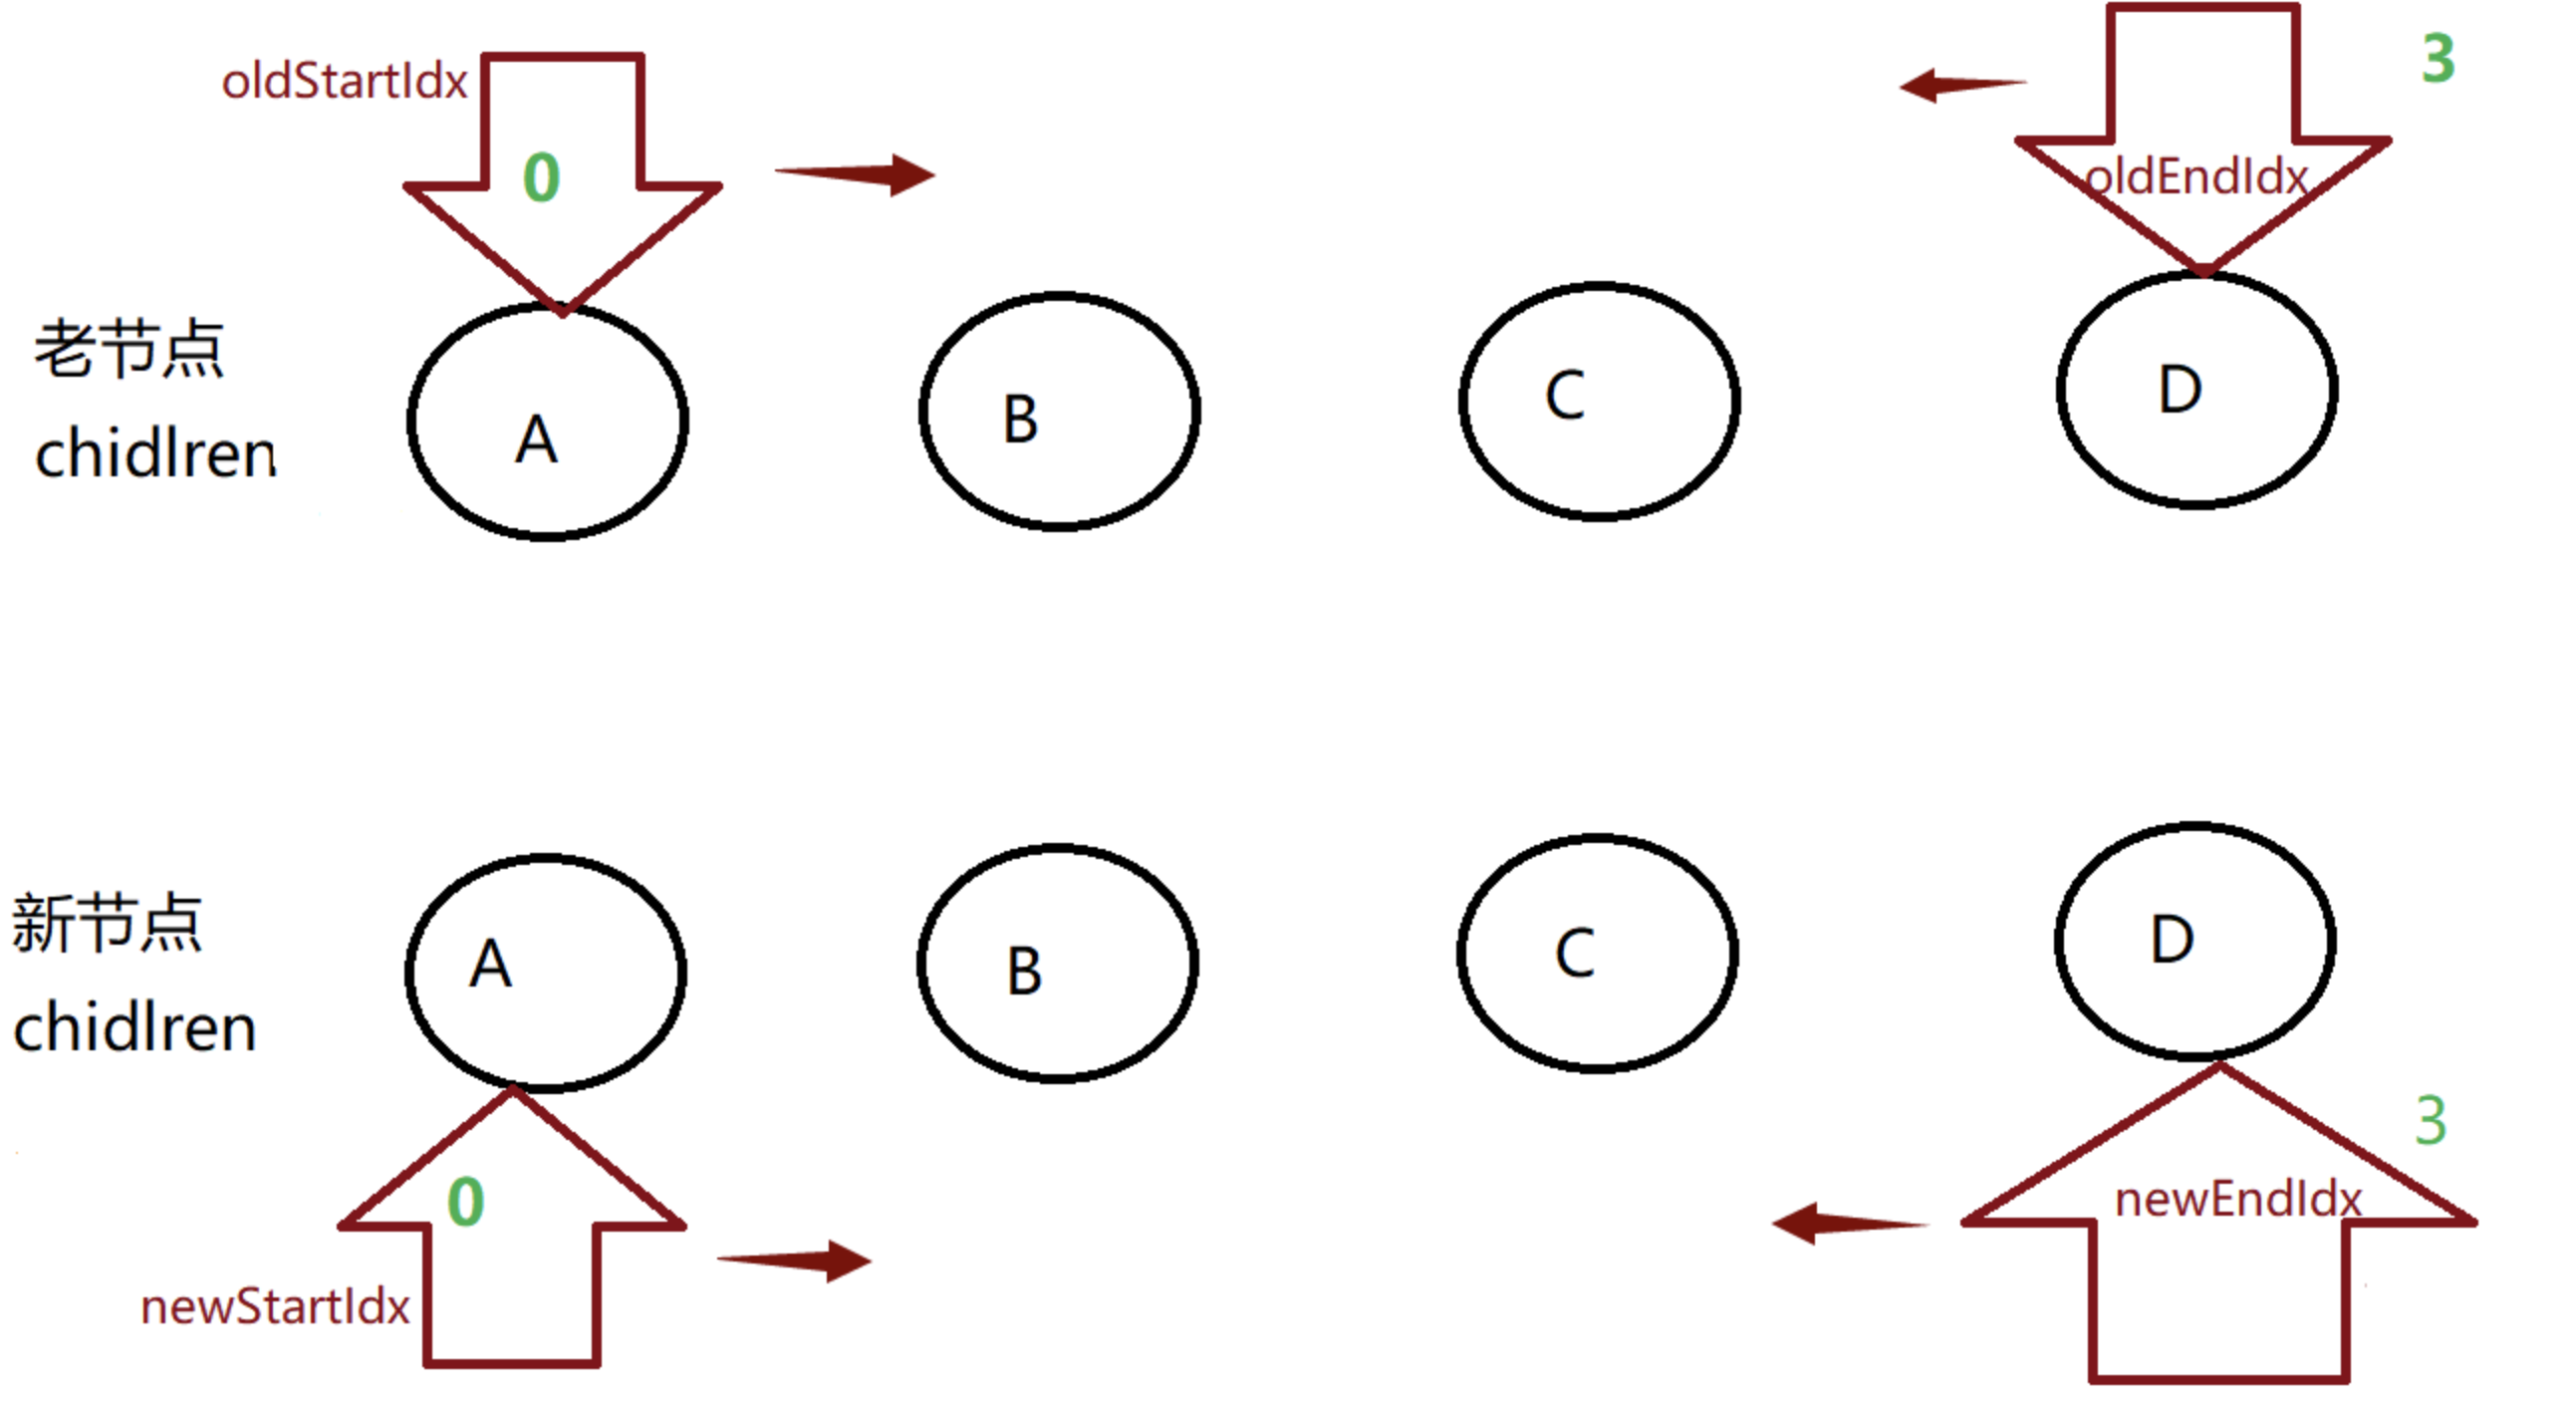 oldStartIdx
0
3
oldEndIdx
老节点
chidlren
A
B
C
D
新节点
chidlren
A
B
C
D
0
newStartIdx
3
newEndIdx